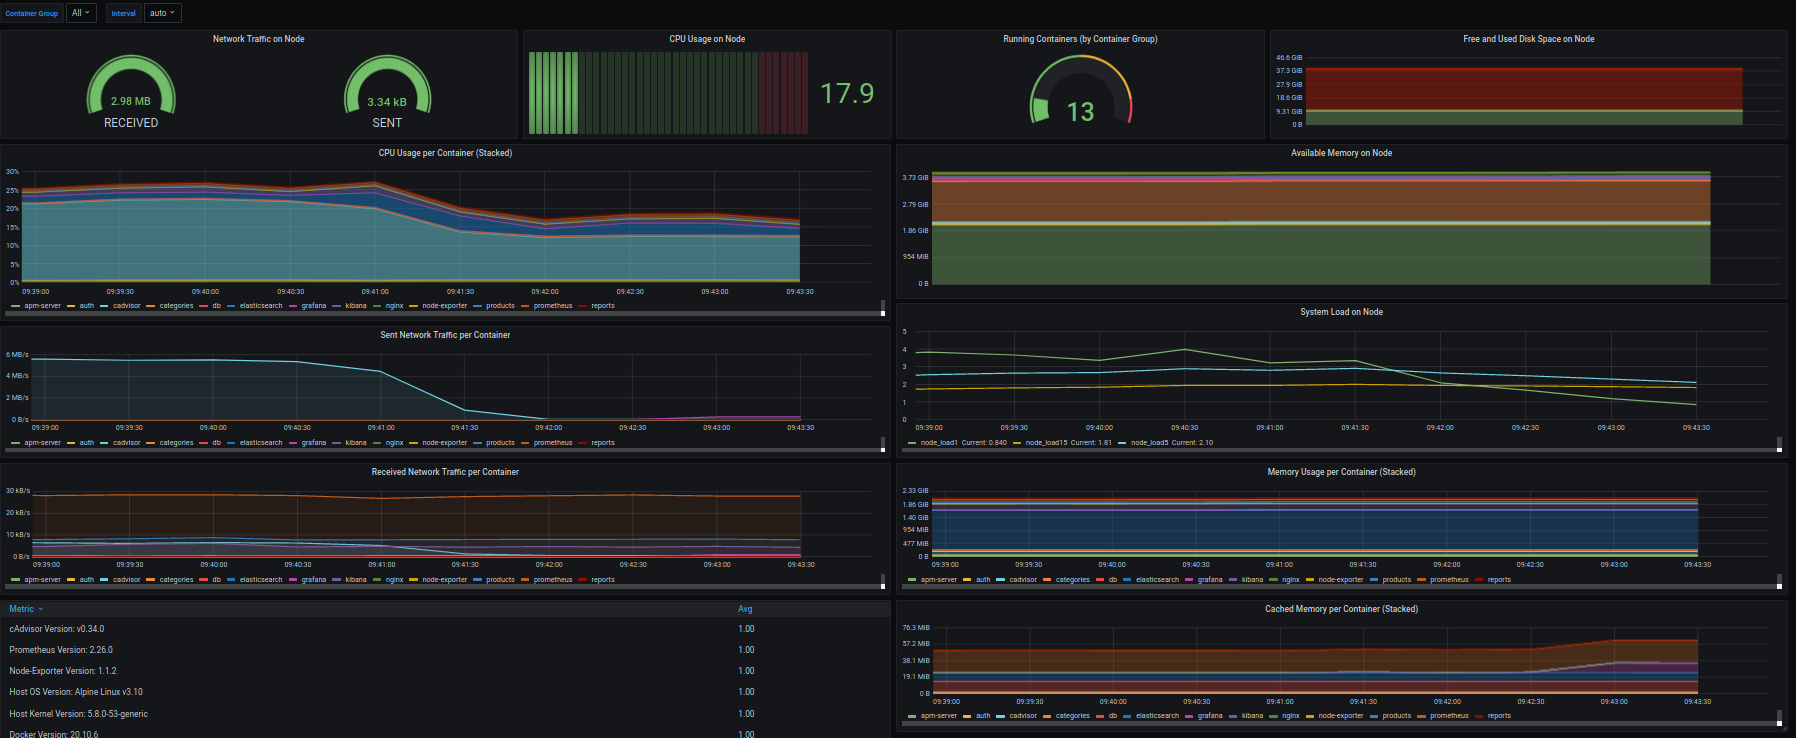 Container Group All Interval auto
Network Traffic on Node
2.98 MB
RECEIVED
3.34 kB
SENT
CPU Usage on Node
17.9
Running Containers (by Container Group)
13
Free and Used Disk Space on Node
46.6 GiB
37.3 GiB
27.9 GiB
18.6 GiB
9.31 GiB
0 B
CPU Usage per Container (Stacked)
30%
25%
20%
15%
10%
5%
0%
09:39:00 09:39:30 09:40:00 09:40:30 09:41:00 09:41:30 09:42:00 09:42:30 09:43:00 09:43:30
apm-server auth cadvisor categories db elasticsearch grafana kibana nginx node-exporter products prometheus reports
Available Memory on Node
3.73 GiB
2.79 GiB
1.86 GiB
954 MiB
0 B
Sent Network Traffic per Container
6 MB/s
4 MB/s
2 MB/s
0 B/s
09:39:00 09:39:30 09:40:00 09:40:30 09:41:00 09:41:30 09:42:00 09:42:30 09:43:00 09:43:30
apm-server auth cadvisor categories db elasticsearch grafana kibana nginx node-exporter products prometheus reports
System Load on Node
5
4
3
2
1
0
09:39:00 09:39:30 09:40:00 09:40:30 09:41:00 09:41:30 09:42:00 09:42:30 09:43:00 09:43:30
node_load1 Current: 0.840 node_load15 Current: 1.81 node_load5 Current: 2.10
Received Network Traffic per Container
30 kB/s
20 kB/s
10 kB/s
0 B/s
09:39:00 09:39:30 09:40:00 09:40:30 09:41:00 09:41:30 09:42:00 09:42:30 09:43:00 09:43:30
apm-server auth cadvisor categories db elasticsearch grafana kibana nginx node-exporter products prometheus reports
Memory Usage per Container (Stacked)
2.33 GiB
1.86 GiB
1.40 GiB
954 MiB
477 MiB
0 B
09:39:00 09:39:30 09:40:00 09:40:30 09:41:00 09:41:30 09:42:00 09:42:30 09:43:00 09:43:30
apm-server auth cadvisor categories db elasticsearch grafana kibana nginx node-exporter products prometheus reports
Metric Avg
cAdvisor Version: v0.34.0 1.00
Prometheus Version: 2.26.0 1.00
Node-Exporter Version: 1.1.2 1.00
Host OS Version: Alpine Linux v3.10 1.00
Host Kernel Version: 5.8.0-53-generic 1.00
Docker Version: 20.10.6 1.00
Cached Memory per Container (Stacked)
76.3 MiB
57.2 MiB
38.1 MiB
19.1 MiB
0 B
09:39:00 09:39:30 09:40:00 09:40:30 09:41:00 09:41:30 09:42:00 09:42:30 09:43:00 09:43:30
apm-server auth cadvisor categories db elasticsearch grafana kibana nginx node-exporter products prometheus reports